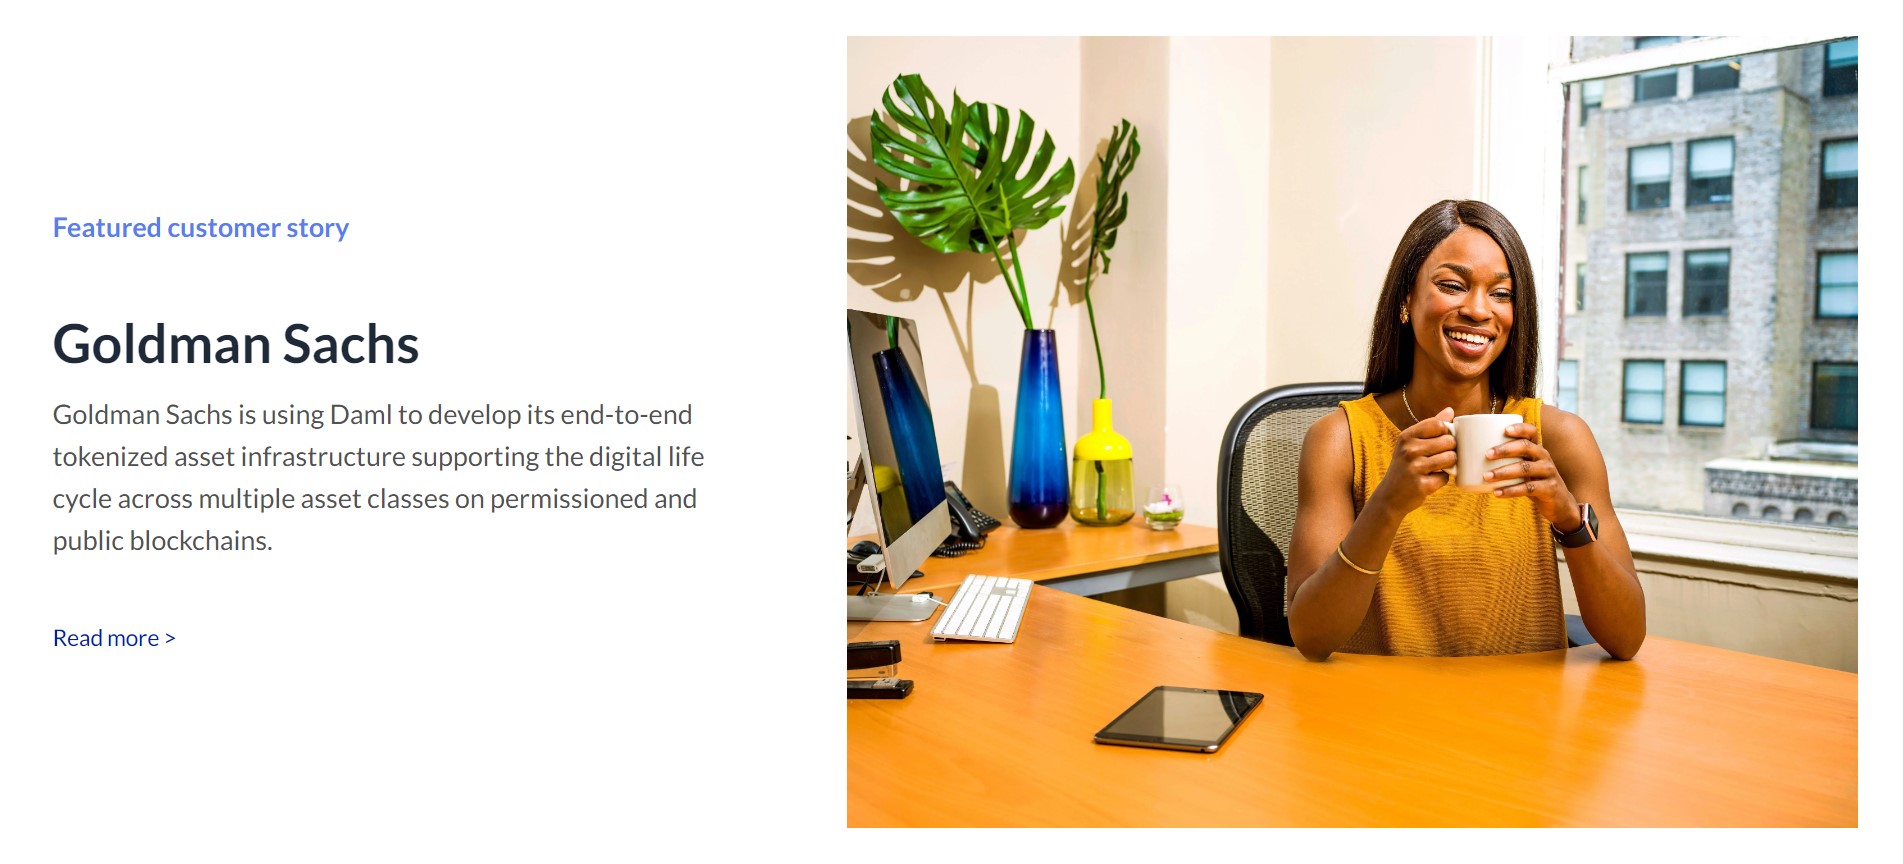 Featured customer story
Goldman Sachs
Goldman Sachs is using Daml to develop its end-to-end
tokenized asset infrastructure supporting the digital life
cycle across multiple asset classes on permissioned and
public blockchains.
Read more >